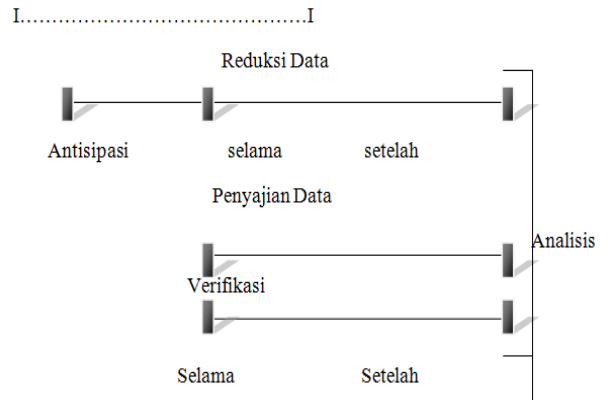 I…………………………………………I
Reduksi Data
Antisipasi selama setelah
Penyajian Data
Analisis
Verifikasi
Selama Setelah